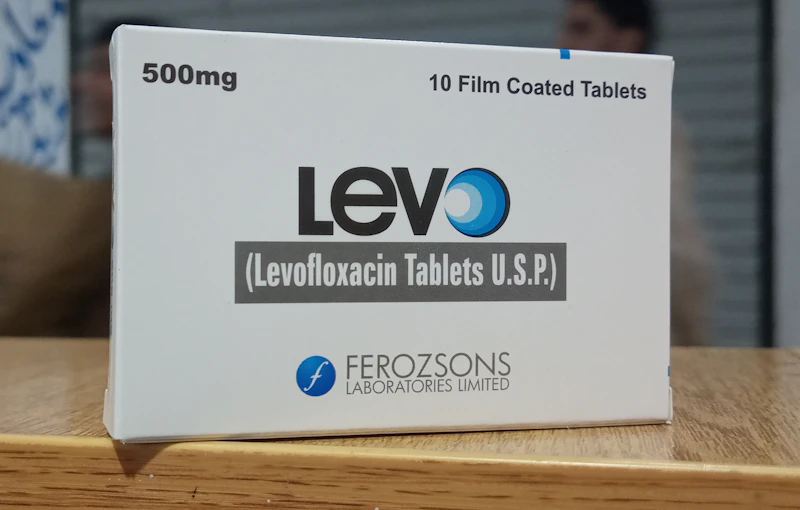 500mg
10 Film Coated Tablets
Levo
(Levofloxacin Tablets U.S.P.)
FEROZSONS
LABORATORIES LIMITED